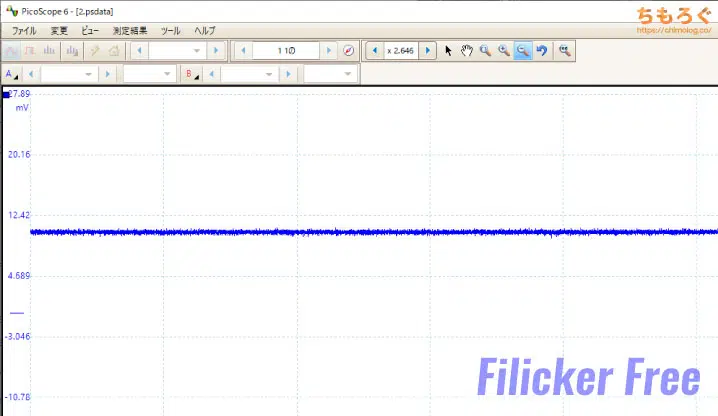 PicoScope 6 - [2.psdata]
ちもろぐ
https://chimolog.co/
ファイル 変更 ビュー 測定結果 ツール ヘルプ
x 2.646
A B
27.89
mV
20.16
12.42
4.689
-3.046
-10.78
Filicker Free